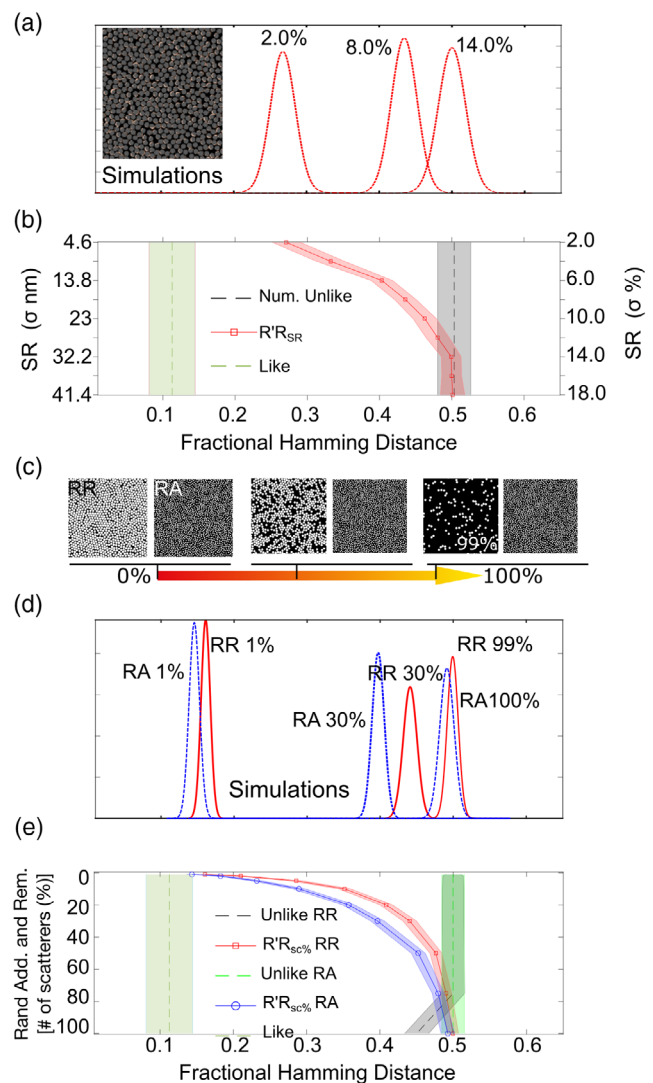 (a)
2.0%
8.0%
14.0%
Simulations
(b)
4.6
13.8
23
32.2
41.4
SR (σ nm)
2.0
6.0
10.0
14.0
18.0
SR (σ %)
Num. Unlike
R'R_SR
Like
0.1 0.2 0.3 0.4 0.5 0.6
Fractional Hamming Distance
(c)
RR
RA
99%
0%
100%
(d)
RA 1%
RR 1%
RA 30%
RR 30%
RR 99%
RA100%
Simulations
(e)
0
20
40
60
80
100
Rand Add. and Rem.
[# of scatterers (%)]
Unlike RR
R'R_sc% RR
Unlike RA
R'R_sc% RA
Like
0.1 0.2 0.3 0.4 0.5 0.6
Fractional Hamming Distance